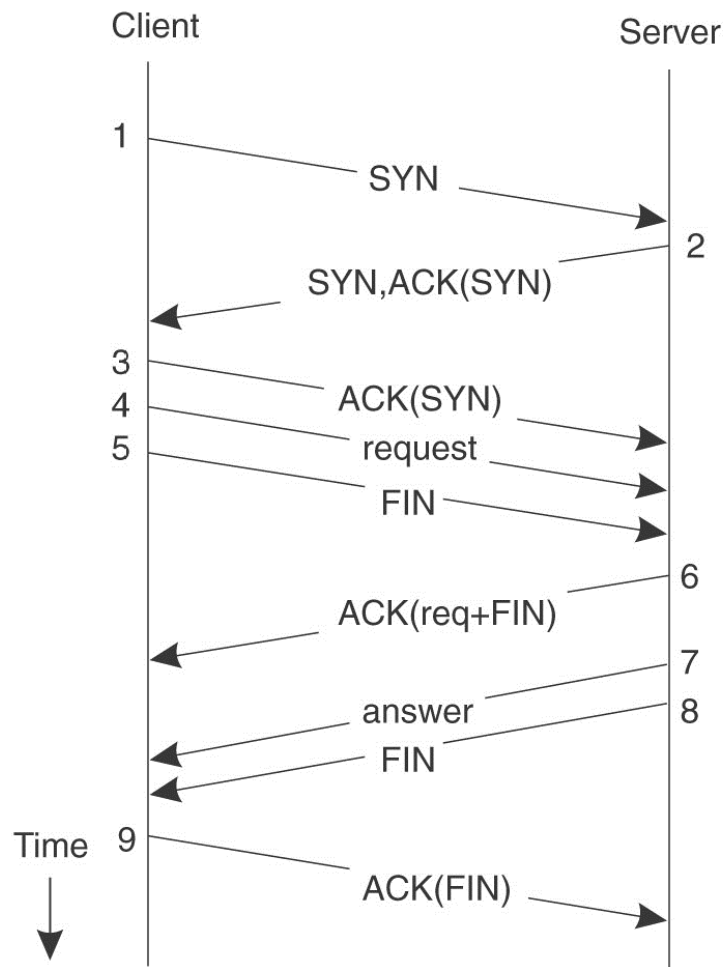 Client
Server
1
SYN
2
SYN,ACK(SYN)
3
ACK(SYN)
4
request
5
FIN
6
ACK(req+FIN)
7
answer
8
FIN
9
Time
ACK(FIN)